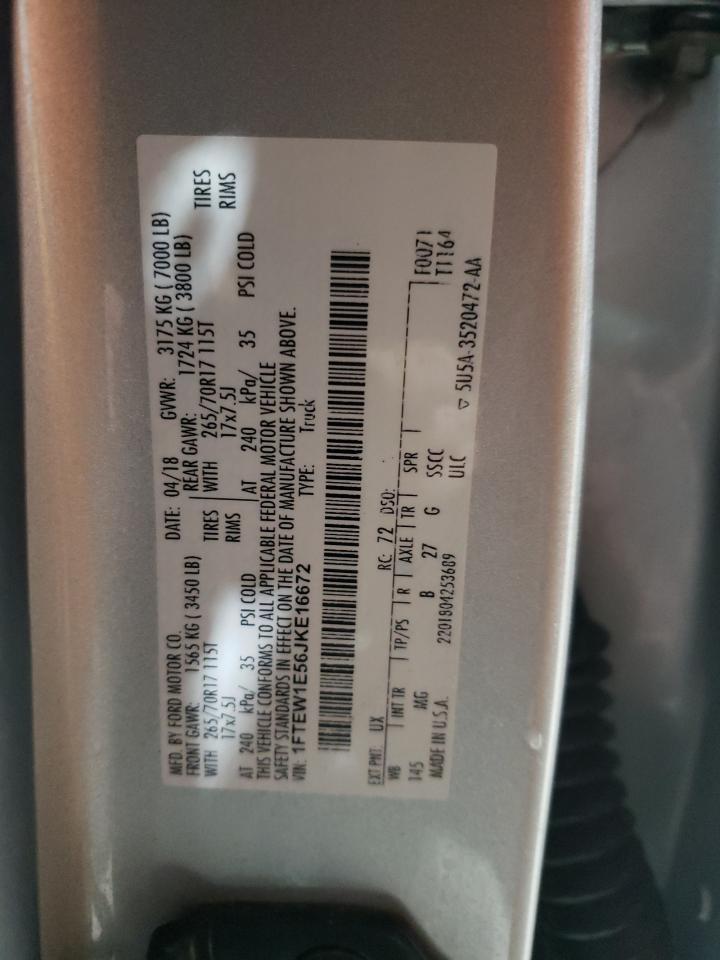 MFD. BY FORD MOTOR CO.
DATE: 04/18 GVWR: 3175 KG ( 7000 LB)
FRONT GAWR: 1565 KG ( 3450 LB)
REAR GAWR: 1724 KG ( 3800 LB)
WITH 265/70R17 115T TIRES
WITH 265/70R17 115T TIRES
17x7.5J RIMS
17x7.5J RIMS
AT 240 kPa/ 35 PSI COLD
AT 240 kPa/ 35 PSI COLD
THIS VEHICLE CONFORMS TO ALL APPLICABLE FEDERAL MOTOR VEHICLE
SAFETY STANDARDS IN EFFECT ON THE DATE OF MANUFACTURE SHOWN ABOVE.
VIN: 1FTEW1E56JKE16672 TYPE: Truck
EXT PNT: UX RC: 72 DSO:
WB INT TR TP/PS R AXLE TR SPR F0071
145 MG B 27 G SSCC T1164
MADE IN U.S.A. 2201804253689 ULC
▽ 5U5A-3520472-AA